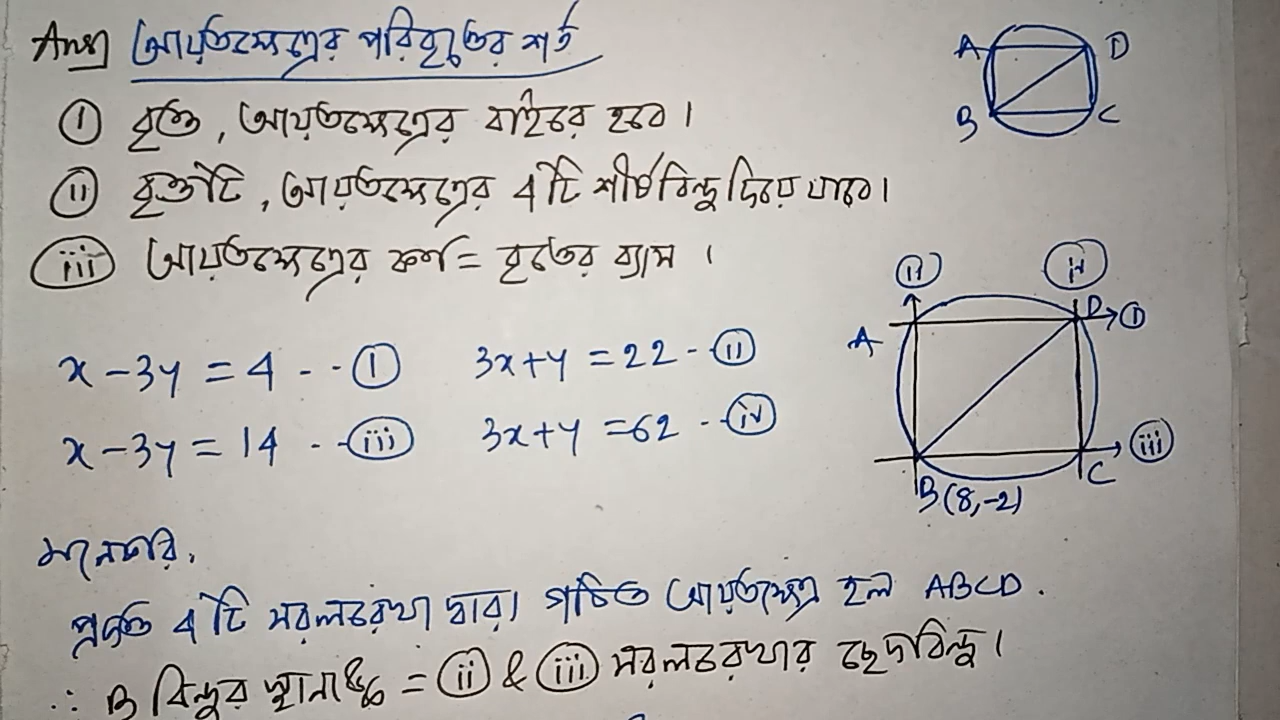 Ans) আয়তক্ষেত্রের পরিবৃত্তের শর্ত
A D
B C
(i) বৃত্ত, আয়তক্ষেত্রের বাইরে হবে।
(ii) বৃত্তটি, আয়তক্ষেত্রের 4টি শীর্ষবিন্দু দিয়ে যাবে।
(iii) আয়তক্ষেত্রের কর্ণ = বৃত্তের ব্যাস।
(ii) (iv)
A D (i)
x - 3y = 4 - - (i) 3x + y = 22 - (ii)
x - 3y = 14 - - (iii) 3x + y = 62 - - (iv)
(iii)
B(8,-2) C
মনেকরি,
প্রদত্ত 4টি সরলরেখা দ্বারা গঠিত আয়তক্ষেত্র হল ABCD.
∴ B বিন্দুর স্থানাঙ্ক = (ii) & (iii) সরলরেখার ছেদবিন্দু।